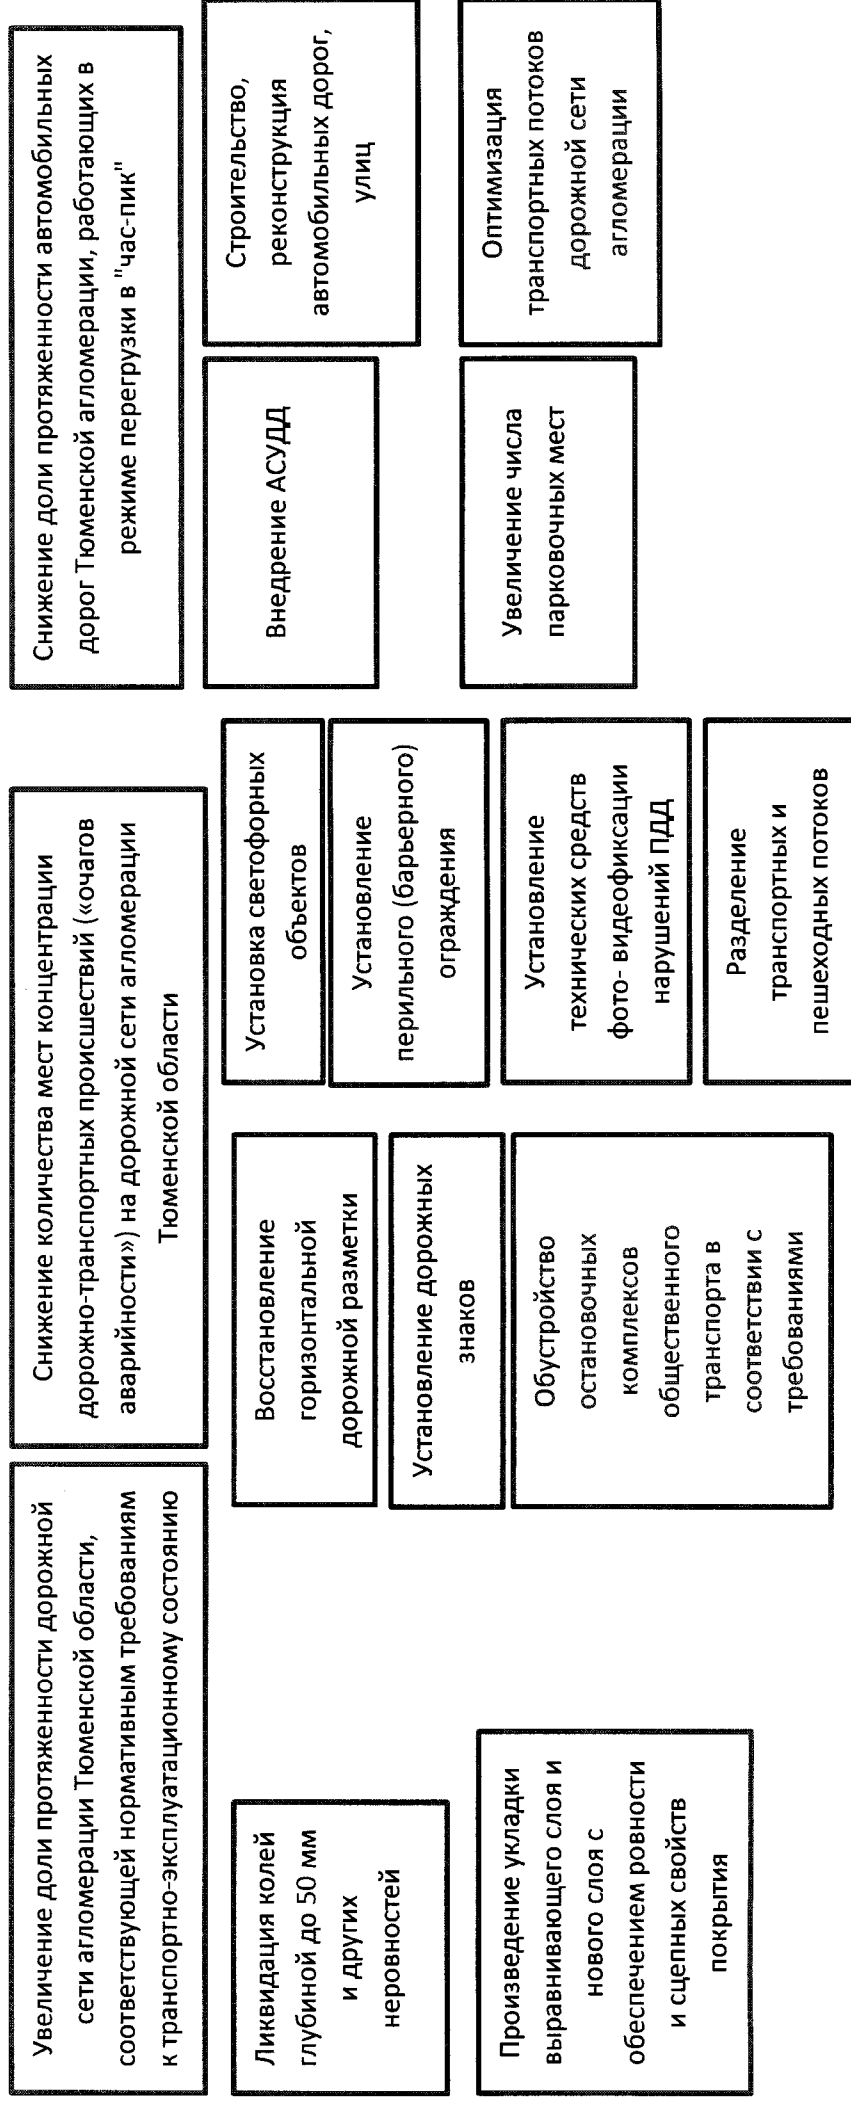 Увеличение доли протяженности дорожной
сети агломерации Тюменской области,
соответствующей нормативным требованиям
к транспортно-эксплуатационному состоянию
Снижение количества мест концентрации
дорожно-транспортных происшествий («очагов
аварийности») на дорожной сети агломерации
Тюменской области
Снижение доли протяженности автомобильных
дорог Тюменской агломерации, работающих в
режиме перегрузки в "час-пик"
Ликвидация колей
глубиной до 50 мм
и других
неровностей
Произведение укладки
выравнивающего слоя и
нового слоя с
обеспечением ровности
и сцепных свойств
покрытия
Восстановление
горизонтальной
дорожной разметки
Установление дорожных
знаков
Обустройство
остановочных
комплексов
общественного
транспорта в
соответствии с
требованиями
Установка светофорных
объектов
Установление
перильного (барьерного)
ограждения
Установление
технических средств
фото- видеофиксации
нарушений ПДД
Разделение
транспортных и
пешеходных потоков
Внедрение АСУДД
Увеличение числа
парковочных мест
Строительство,
реконструкция
автомобильных дорог,
улиц
Оптимизация
транспортных потоков
дорожной сети
агломерации